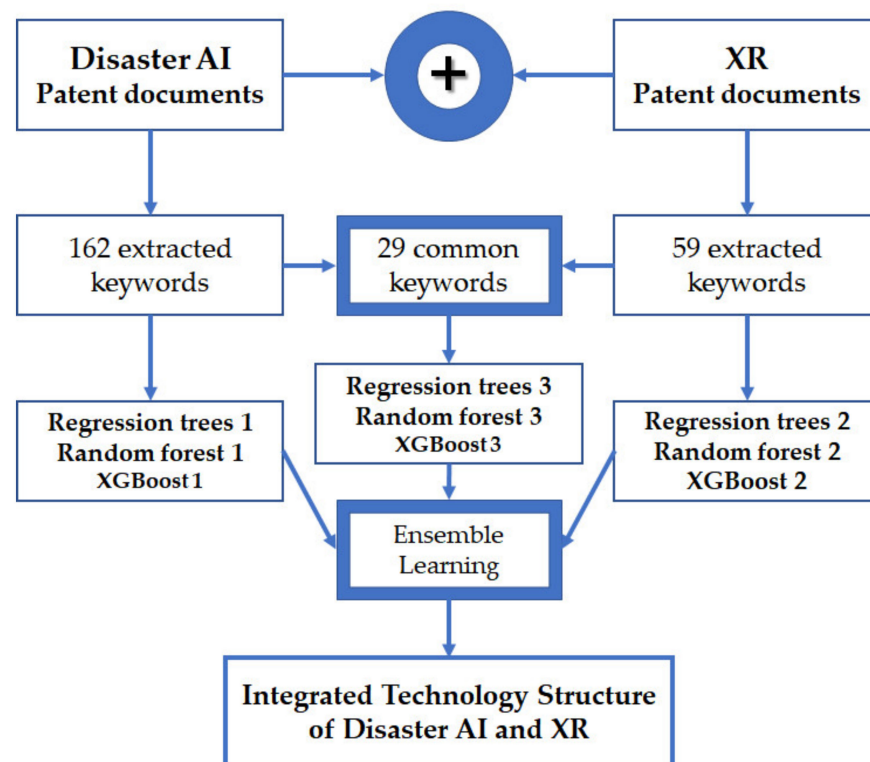 Disaster AI
Patent documents
+
XR
Patent documents
162 extracted
keywords
29 common
keywords
59 extracted
keywords
Regression trees 1
Random forest 1
XGBoost 1
Regression trees 3
Random forest 3
XGBoost 3
Regression trees 2
Random forest 2
XGBoost 2
Ensemble
Learning
Integrated Technology Structure
of Disaster AI and XR